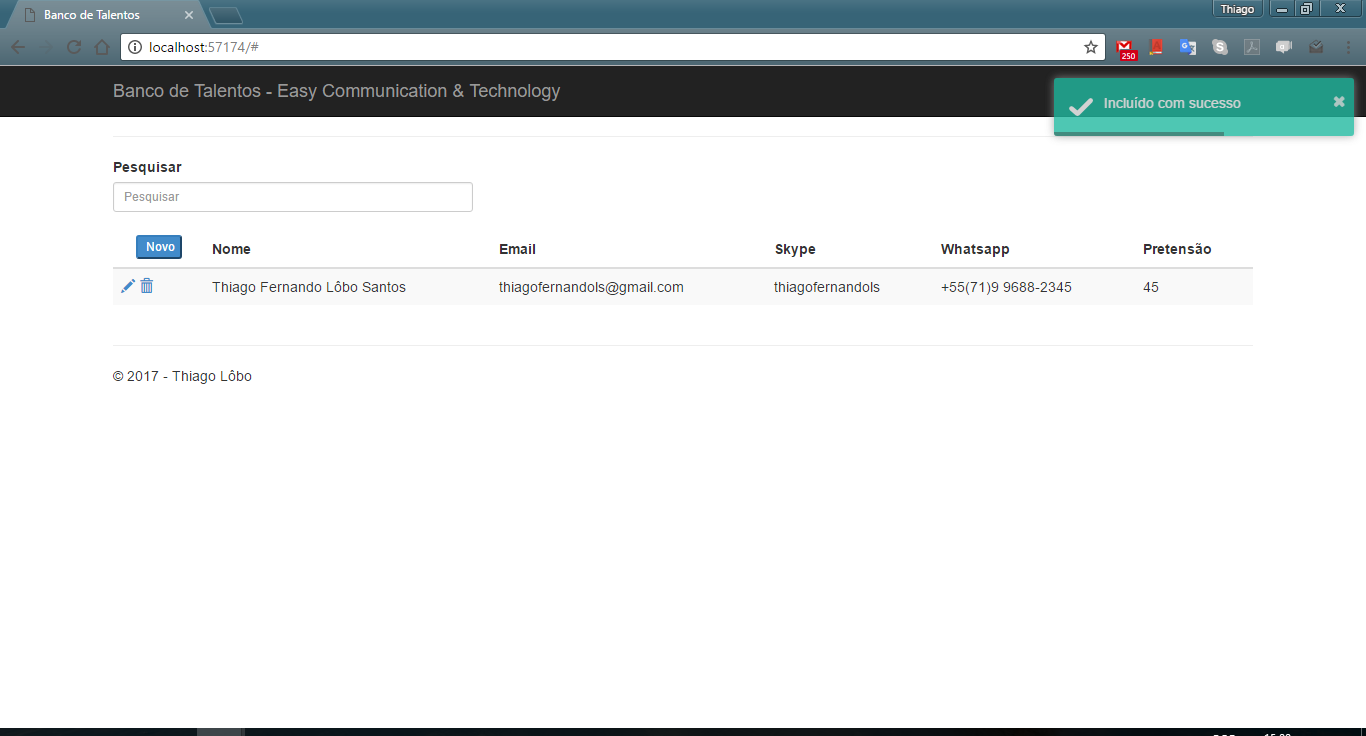 Banco de Talentos
Thiago
localhost:57174/#
250
Banco de Talentos - Easy Communication & Technology
Incluído com sucesso
Pesquisar
Pesquisar
Novo Nome Email Skype Whatsapp Pretensão
Thiago Fernando Lôbo Santos thiagofernandols@gmail.com thiagofernandols +55(71)9 9688-2345 45
© 2017 - Thiago Lôbo